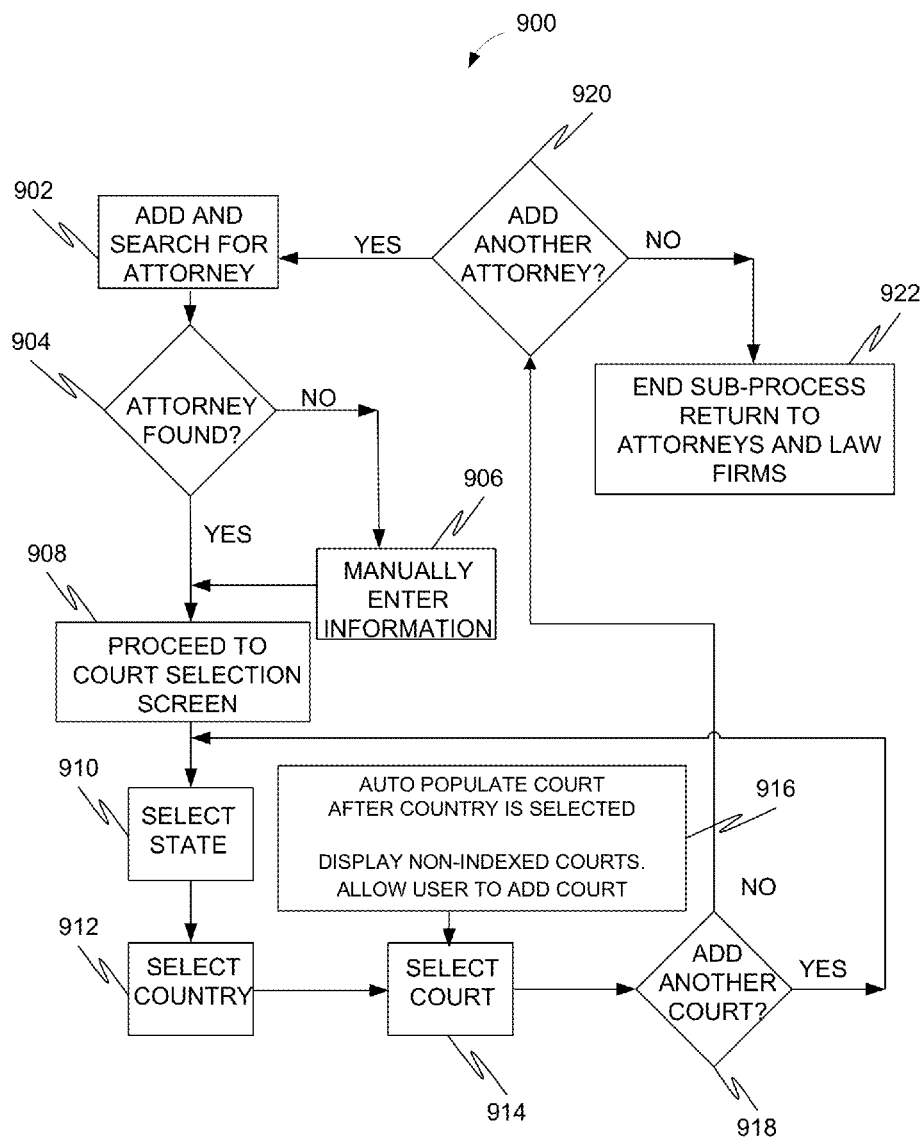 900
920
902
ADD AND
SEARCH FOR
ATTORNEY
YES
ADD
ANOTHER
ATTORNEY?
NO
922
904
ATTORNEY
FOUND?
NO
END SUB-PROCESS
RETURN TO
ATTORNEYS AND LAW
FIRMS
906
YES
908
MANUALLY
ENTER
INFORMATION
PROCEED TO
COURT SELECTION
SCREEN
910
SELECT
STATE
AUTO POPULATE COURT
AFTER COUNTRY IS SELECTED
DISPLAY NON-INDEXED COURTS.
ALLOW USER TO ADD COURT
916
NO
912
SELECT
COUNTRY
SELECT
COURT
ADD
ANOTHER
COURT?
YES
914
918